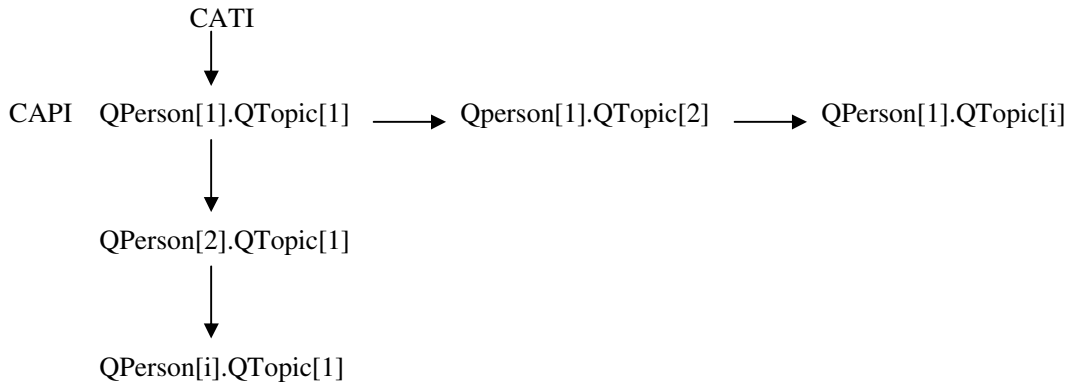 CATI
CAPI QPerson[1].QTopic[1] Qperson[1].QTopic[2] QPerson[1].QTopic[i]
QPerson[2].QTopic[1]
QPerson[i].QTopic[1]